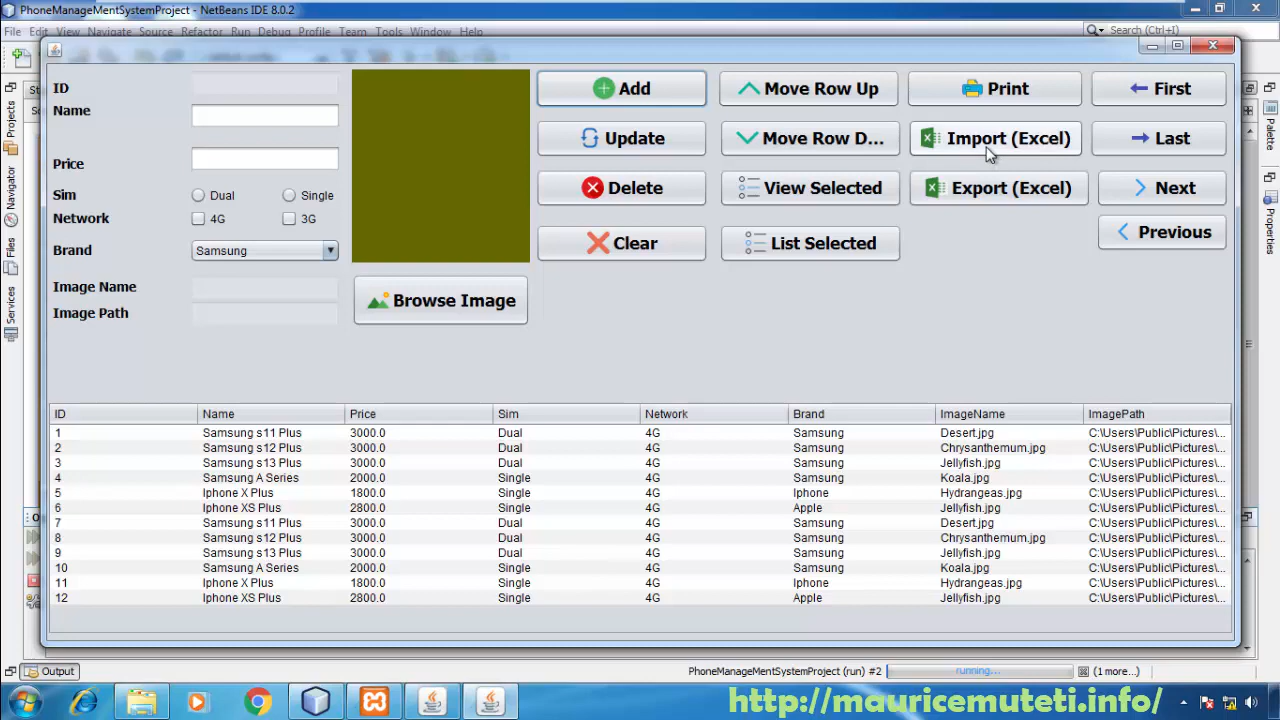 PhoneManageMentSystemProject - NetBeans IDE 8.0.2
File Edit View Navigate Source Refactor Run Debug Profile Team Tools Window Help
Search (Ctrl+I)
ID
Name
Price
Sim Dual Single
Network 4G 3G
Brand Samsung
Image Name
Image Path
Browse Image
Add Move Row Up Print First
Update Move Row D... Import (Excel) Last
Delete View Selected Export (Excel) Next
Clear List Selected Previous
Projects
Navigator
Files
Services
Palette
Properties
ID Name Price Sim Network Brand ImageName ImagePath
1 Samsung s11 Plus 3000.0 Dual 4G Samsung Desert.jpg C:\Users\Public\Pictures\...
2 Samsung s12 Plus 3000.0 Dual 4G Samsung Chrysanthemum.jpg C:\Users\Public\Pictures\...
3 Samsung s13 Plus 3000.0 Dual 4G Samsung Jellyfish.jpg C:\Users\Public\Pictures\...
4 Samsung A Series 2000.0 Single 4G Samsung Koala.jpg C:\Users\Public\Pictures\...
5 Iphone X Plus 1800.0 Single 4G Iphone Hydrangeas.jpg C:\Users\Public\Pictures\...
6 Iphone XS Plus 2800.0 Single 4G Apple Jellyfish.jpg C:\Users\Public\Pictures\...
7 Samsung s11 Plus 3000.0 Dual 4G Samsung Desert.jpg C:\Users\Public\Pictures\...
8 Samsung s12 Plus 3000.0 Dual 4G Samsung Chrysanthemum.jpg C:\Users\Public\Pictures\...
9 Samsung s13 Plus 3000.0 Dual 4G Samsung Jellyfish.jpg C:\Users\Public\Pictures\...
10 Samsung A Series 2000.0 Single 4G Samsung Koala.jpg C:\Users\Public\Pictures\...
11 Iphone X Plus 1800.0 Single 4G Iphone Hydrangeas.jpg C:\Users\Public\Pictures\...
12 Iphone XS Plus 2800.0 Single 4G Apple Jellyfish.jpg C:\Users\Public\Pictures\...
Output
PhoneManageMentSystemProject (run) #2 running... (1 more...)
http://mauricemuteti.info/